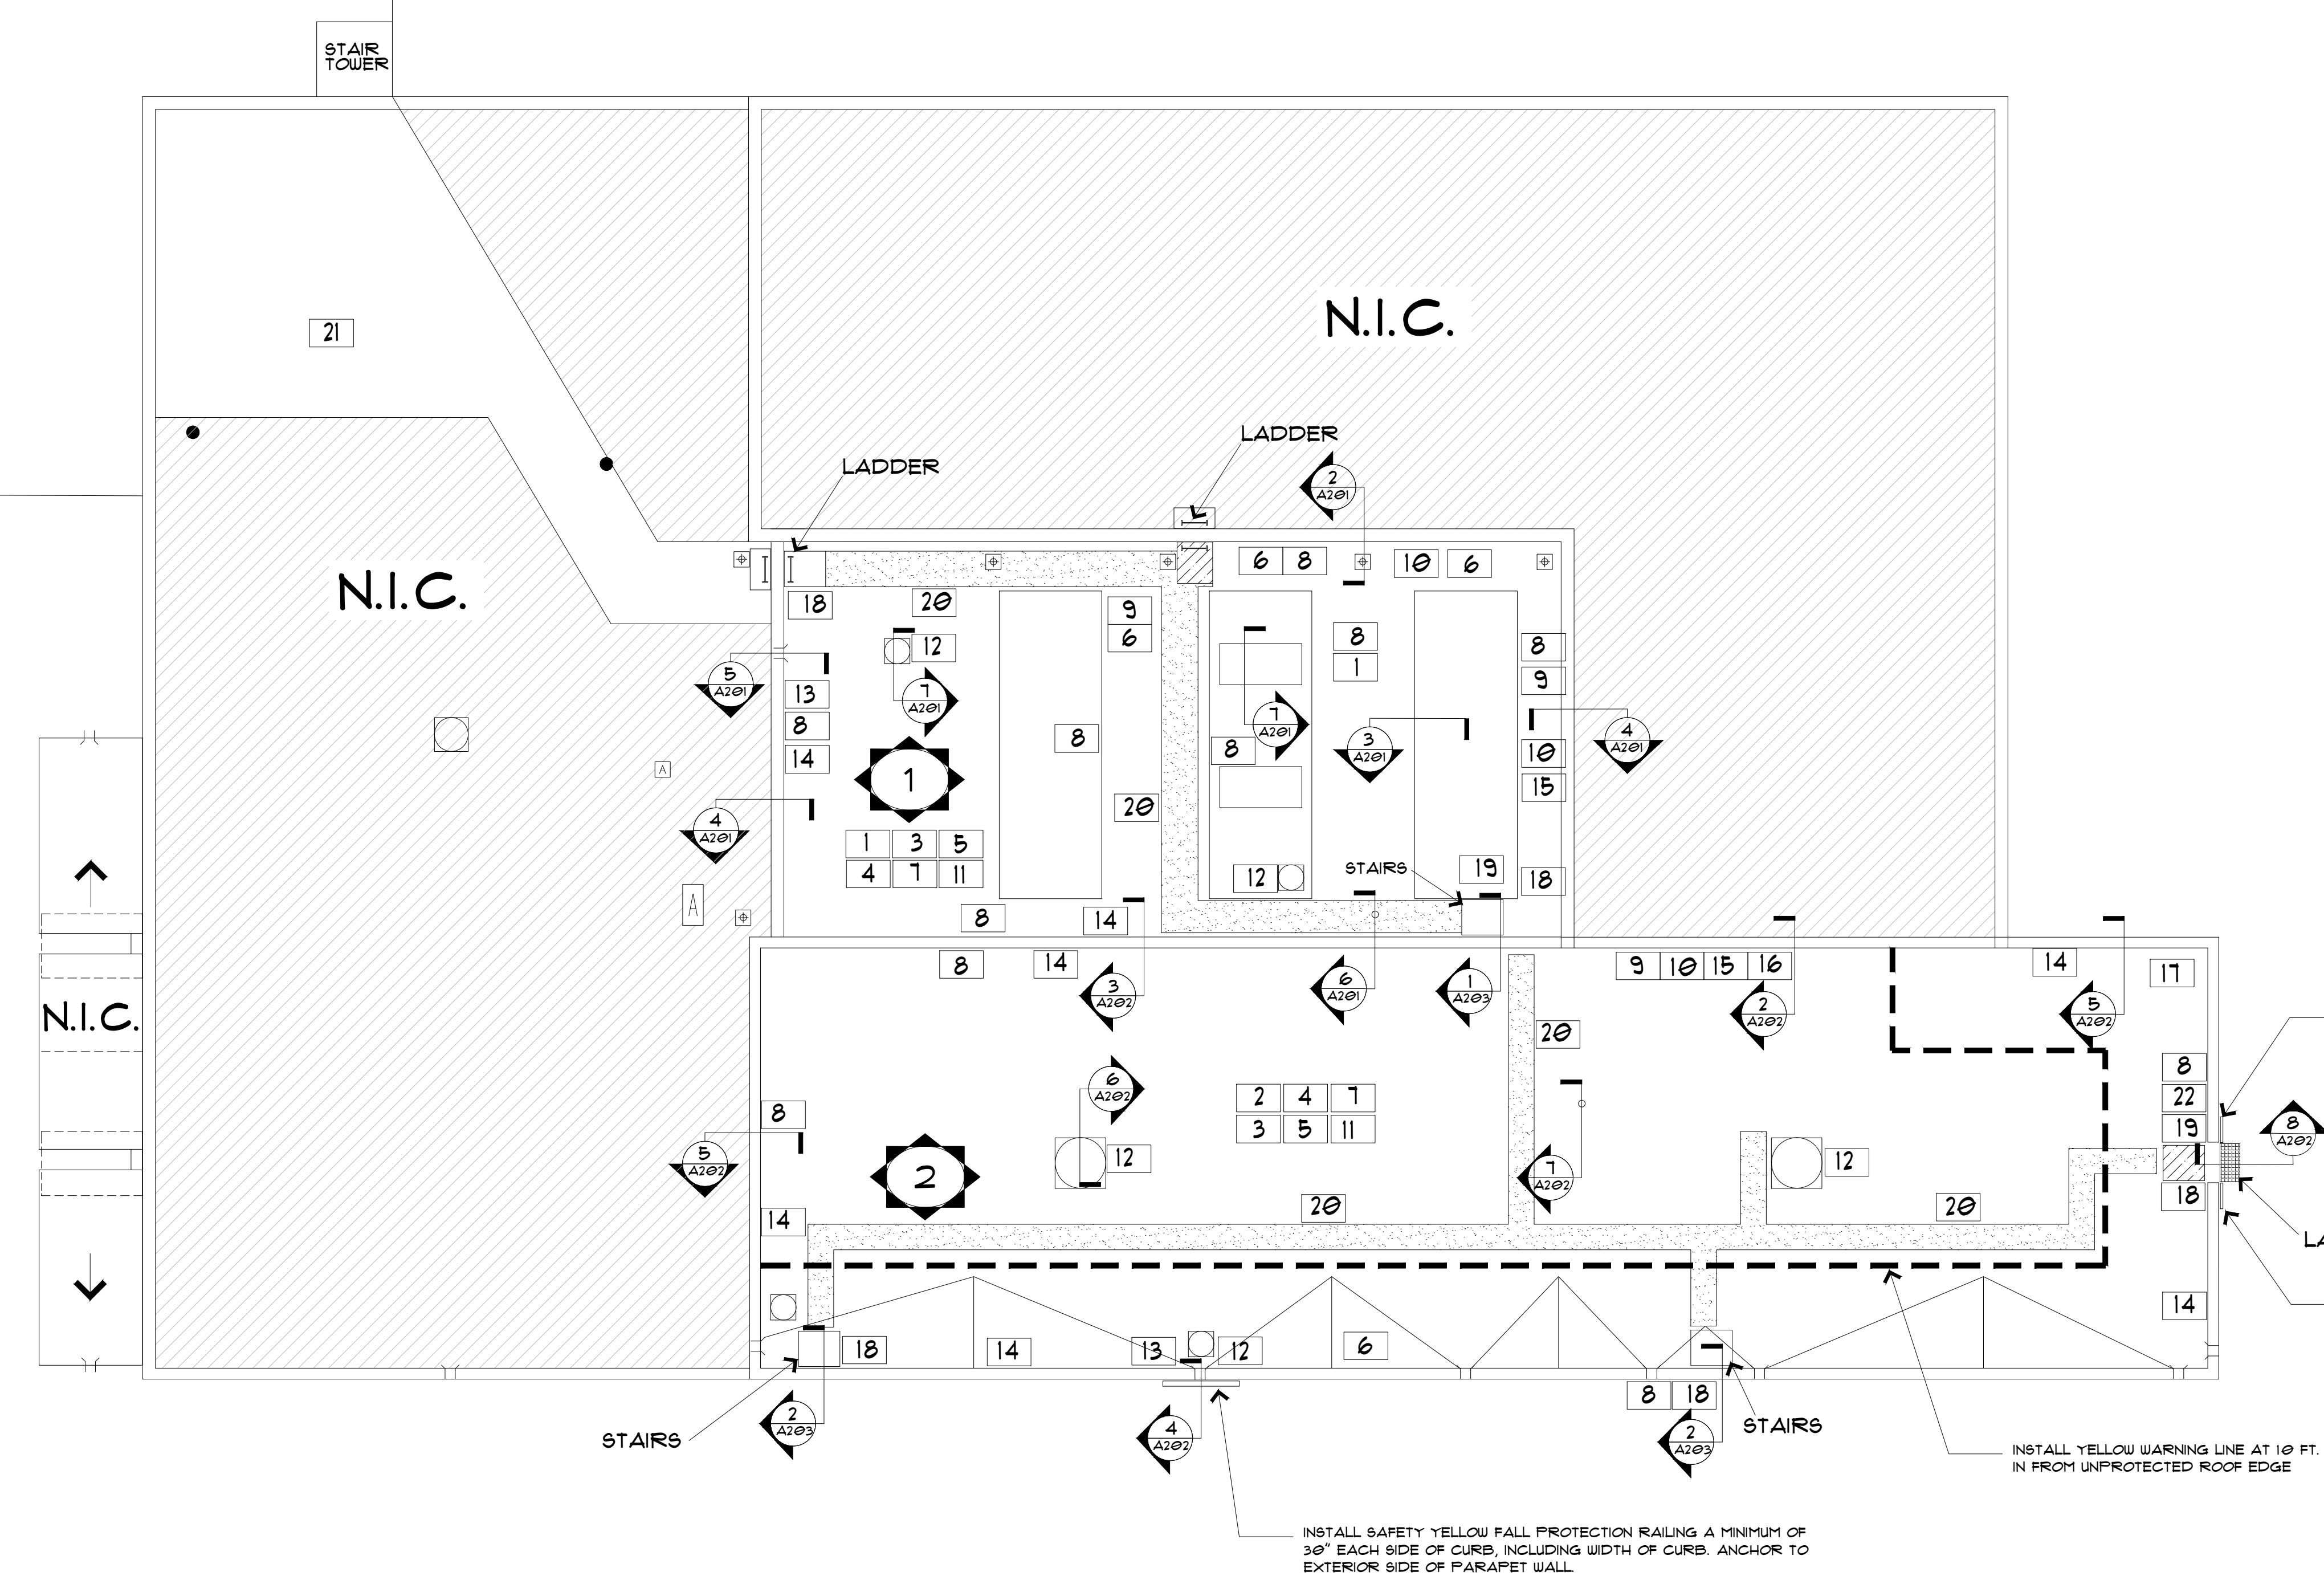 STAIR
TOWER
N.I.C.
21
LADDER
LADDER
2
A201
6 8 10 6
N.I.C.
18 20 9
6
12
8
1
8
9
5
A201
13
7
A201
8
14
8
7
A201
8
3
A201
4
A201
10
15
1
20
4
A201
A
1 3 5
4 7 11
12
STAIRS
19
18
A
8 14
8 14
3
A202
6
A201
1
A203
9 10 15 16
2
A202
14
5
A202
17
N.I.C.
20
6
A202
2 4 7
3 5 11
8
22
19
8
A202
8
5
A202
12
7
A202
12
2
14
20
20
18
LA
18
14
13
12
6
14
8 18
STAIRS
2
A203
4
A202
2
A203
STAIRS
INSTALL YELLOW WARNING LINE AT 10 FT.
IN FROM UNPROTECTED ROOF EDGE
INSTALL SAFETY YELLOW FALL PROTECTION RAILING A MINIMUM OF
30" EACH SIDE OF CURB, INCLUDING WIDTH OF CURB. ANCHOR TO
EXTERIOR SIDE OF PARAPET WALL.